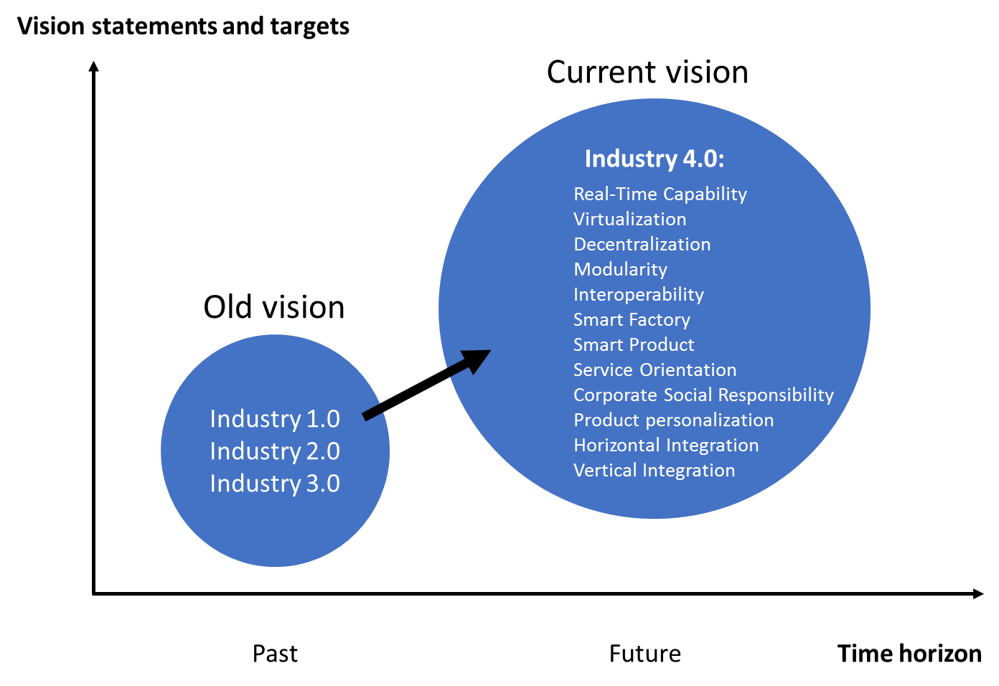 Vision statements and targets
Current vision
Industry 4.0:
Real-Time Capability
Virtualization
Decentralization
Modularity
Interoperability
Smart Factory
Smart Product
Service Orientation
Corporate Social Responsibility
Product personalization
Horizontal Integration
Vertical Integration
Old vision
Industry 1.0
Industry 2.0
Industry 3.0
Past
Future
Time horizon